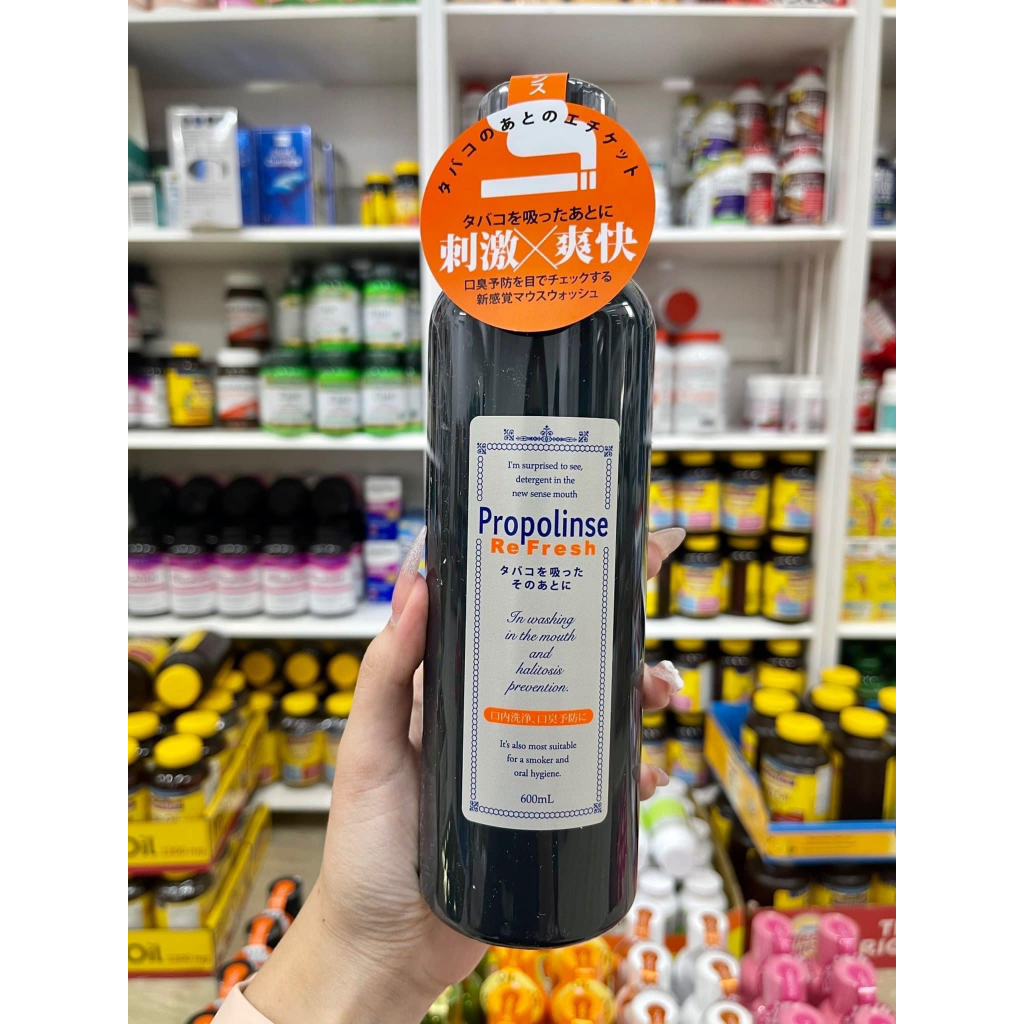 ンス
タバコのあとのエチケット
タバコを吸ったあとに
刺激×爽快
口臭予防を目でチェックする
新感覚マウスウォッシュ
I'm surprised to see,
detergent in the
new sense mouth
Propolinse
ReFresh
タバコを吸った
そのあとに
In washing
in the mouth
and
halitosis
prevention.
口内洗浄、口臭予防に
It's also most suitable
for a smoker and
oral hygiene.
600mL
Oil
Oil